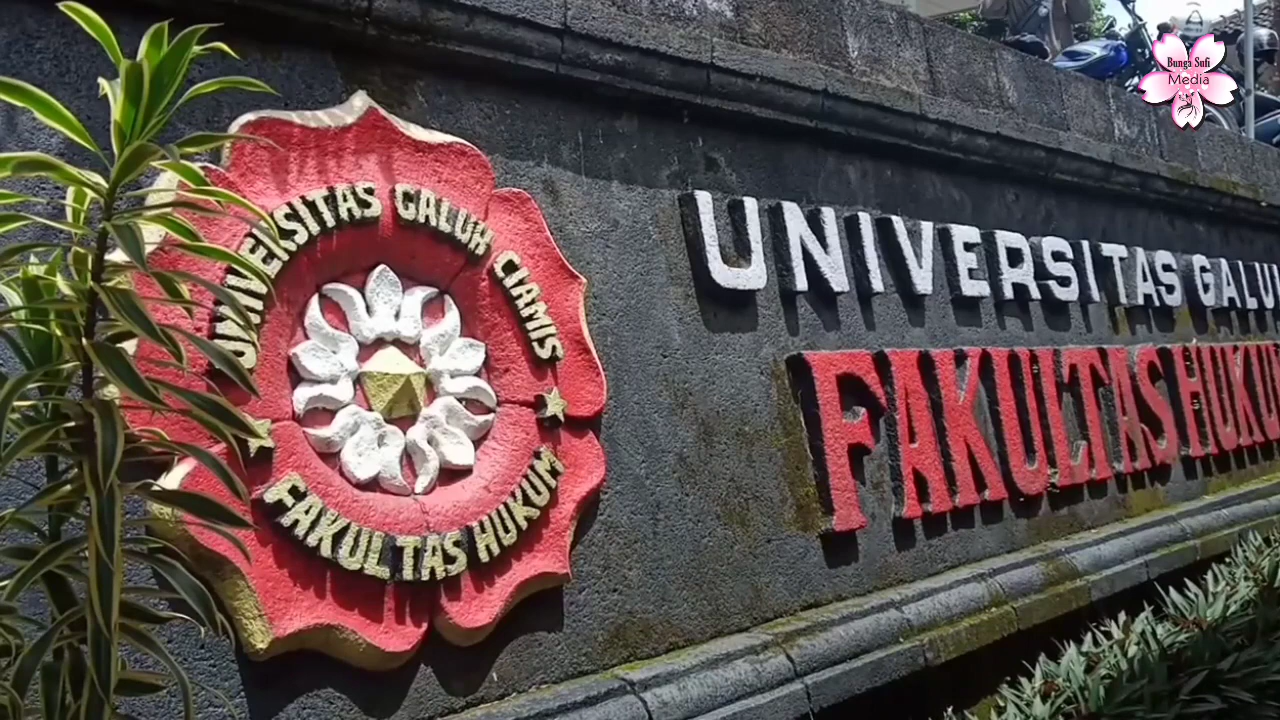 Bunga Sufi
Media
UNIVERSITAS GALUH CIAMIS
FAKULTAS HUKUM
UNIVERSITAS GALUH
FAKULTAS HUKUM